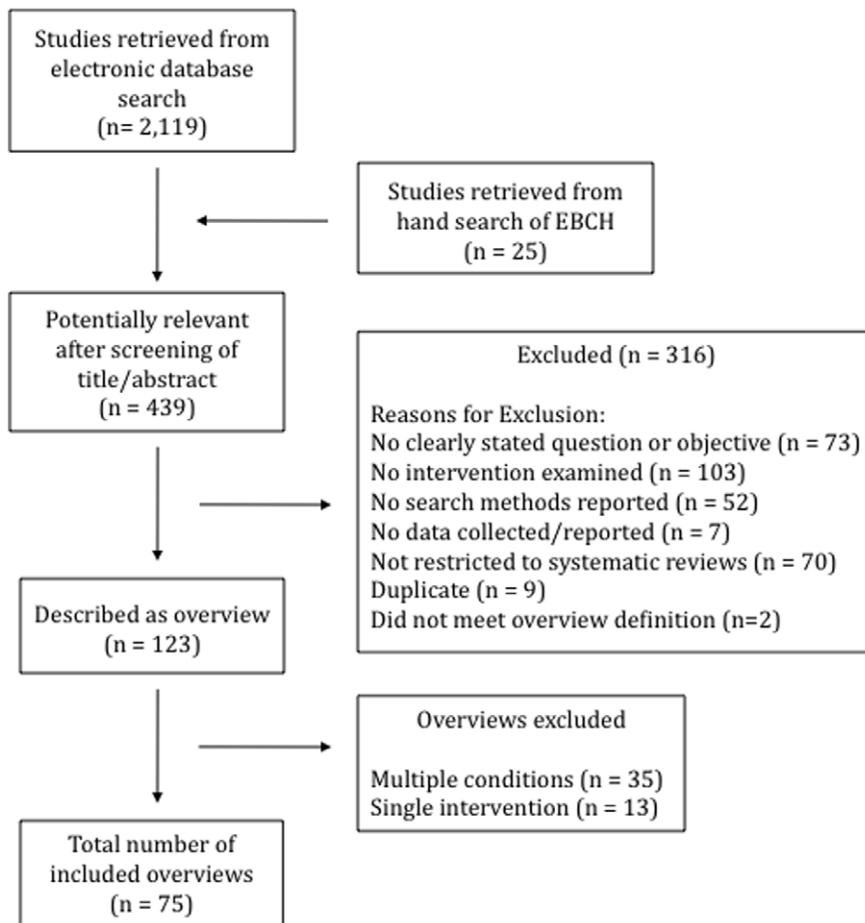 Studies retrieved from
electronic database
search
(n= 2,119)
Studies retrieved from
hand search of EBCH
(n = 25)
Potentially relevant
after screening of
title/abstract
(n = 439)
Excluded (n = 316)
Reasons for Exclusion:
No clearly stated question or objective (n = 73)
No intervention examined (n = 103)
No search methods reported (n = 52)
No data collected/reported (n = 7)
Not restricted to systematic reviews (n = 70)
Duplicate (n = 9)
Did not meet overview definition (n=2)
Described as overview
(n = 123)
Overviews excluded
Multiple conditions (n = 35)
Single intervention (n = 13)
Total number of
included overviews
(n = 75)